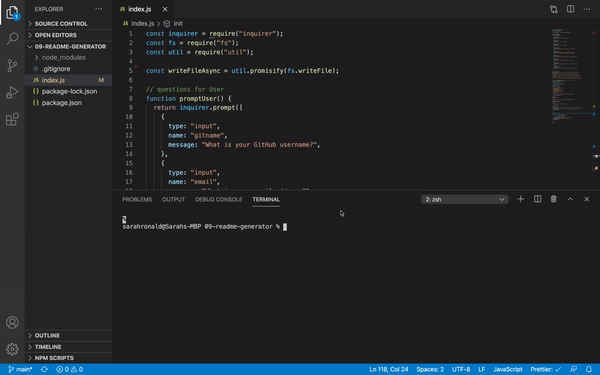 EXPLORER
...
SOURCE CONTROL
OPEN EDITORS
09-README-GENERATOR
node_modules
.gitignore
JS index.js M
package-lock.json
package.json
OUTLINE
TIMELINE
NPM SCRIPTS
1
JS index.js
JS index.js > init
1 const inquirer = require("inquirer");
2 const fs = require("fs");
3 const util = require("util");
4
5 const writeFileAsync = util.promisify(fs.writeFile);
6
7 // questions for User
8 function promptUser() {
9 return inquirer.prompt([
10 {
11 type: "input",
12 name: "gitname",
13 message: "What is your GitHub username?",
14 },
15 {
16 type: "input",
17 name: "email",
PROBLEMS OUTPUT DEBUG CONSOLE TERMINAL 2: zsh
%
sarahronald@Sarahs-MBP 09-readme-generator %
main* 0 0 Ln 118, Col 24 Spaces: 2 UTF-8 LF JavaScript Prettier: ✓